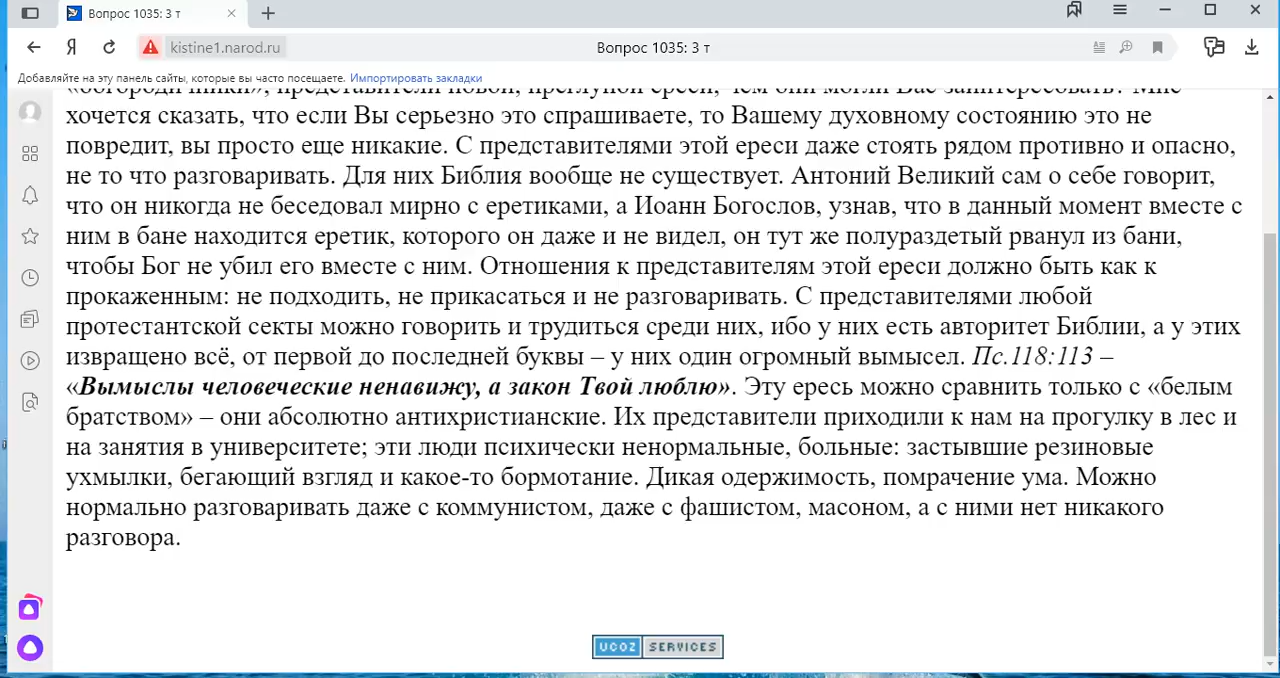 Вопрос 1035: 3 т
kistine1.narod.ru
Вопрос 1035: 3 т
Добавляйте на эту панель сайты, которые вы часто посещаете. Импортировать закладки
хочется сказать, что если Вы серьезно это спрашиваете, то Вашему духовному состоянию это не
повредит, вы просто еще никакие. С представителями этой ереси даже стоять рядом противно и опасно,
не то что разговаривать. Для них Библия вообще не существует. Антоний Великий сам о себе говорит,
что он никогда не беседовал мирно с еретиками, а Иоанн Богослов, узнав, что в данный момент вместе с
ним в бане находится еретик, которого он даже и не видел, он тут же полураздетый рванул из бани,
чтобы Бог не убил его вместе с ним. Отношения к представителям этой ереси должно быть как к
прокаженным: не подходить, не прикасаться и не разговаривать. С представителями любой
протестантской секты можно говорить и трудиться среди них, ибо у них есть авторитет Библии, а у этих
извращено всё, от первой до последней буквы – у них один огромный вымысел. Пс.118:113 –
«Вымыслы человеческие ненавижу, а закон Твой люблю». Эту ересь можно сравнить только с «белым
братством» – они абсолютно антихристианские. Их представители приходили к нам на прогулку в лес и
на занятия в университете; эти люди психически ненормальные, больные: застывшие резиновые
ухмылки, бегающий взгляд и какое-то бормотание. Дикая одержимость, помрачение ума. Можно
нормально разговаривать даже с коммунистом, даже с фашистом, масоном, а с ними нет никакого
разговора.
UCOZ SERVICES